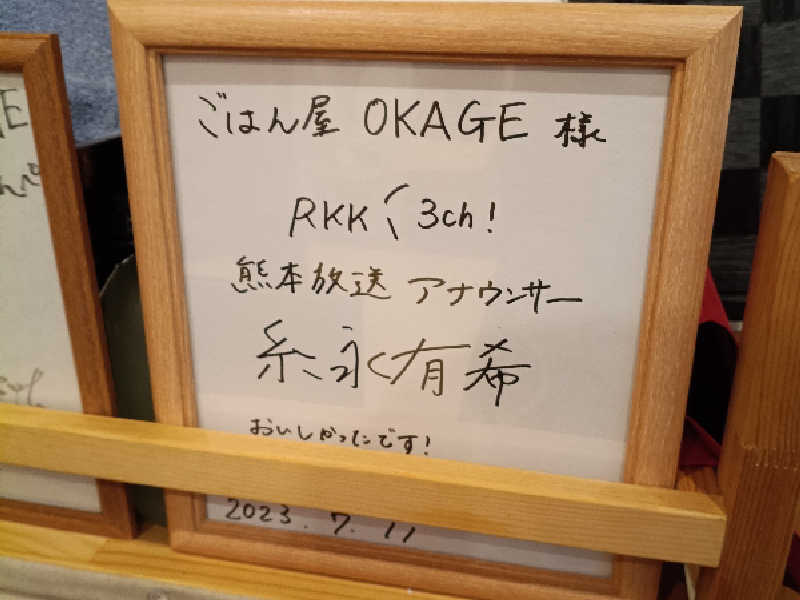 ごはん屋 OKAGE 様
RKK 3ch!
熊本放送 アナウンサー
糸永有希
おいしかったです!
2023.7.11